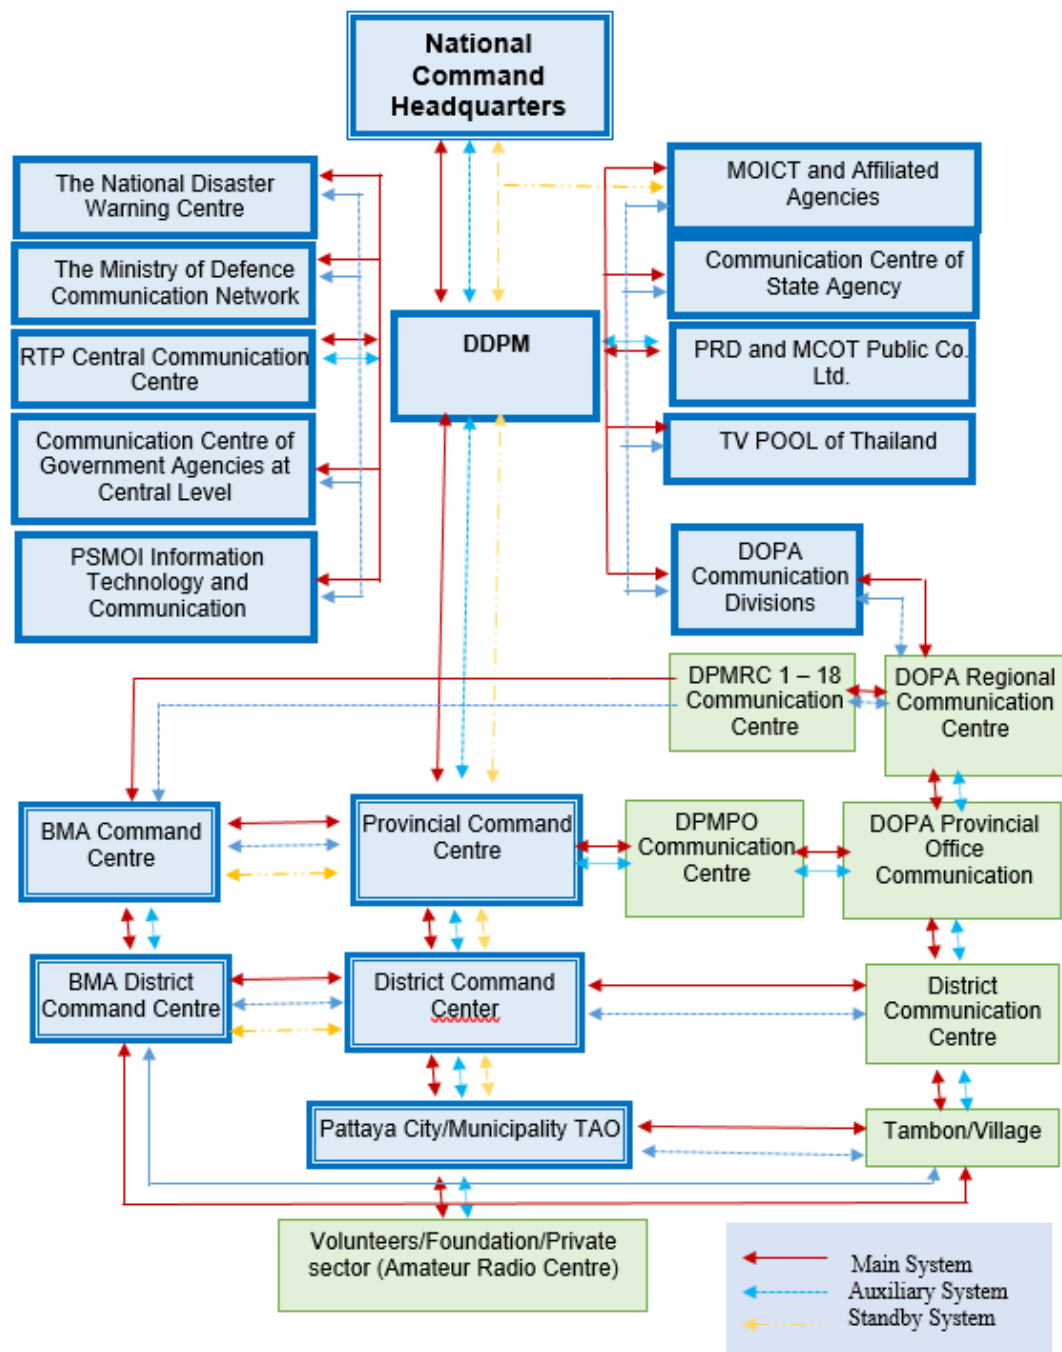 National
Command
Headquarters
The National Disaster
Warning Centre
The Ministry of Defence
Communication Network
RTP Central Communication
Centre
Communication Centre of
Government Agencies at
Central Level
PSMOI Information
Technology and
Communication
DDPM
MOICT and Affiliated
Agencies
Communication Centre of
State Agency
PRD and MCOT Public Co.
Ltd.
TV POOL of Thailand
DOPA
Communication
Divisions
DPMRC 1 – 18
Communication
Centre
DOPA Regional
Communication
Centre
BMA Command
Centre
Provincial Command
Centre
DPMPO
Communication
Centre
DOPA Provincial
Office
Communication
BMA District
Command Centre
District Command
Center
District
Communication
Centre
Pattaya City/Municipality TAO
Tambon/Village
Volunteers/Foundation/Private
sector (Amateur Radio Centre)
Main System
Auxiliary System
Standby System